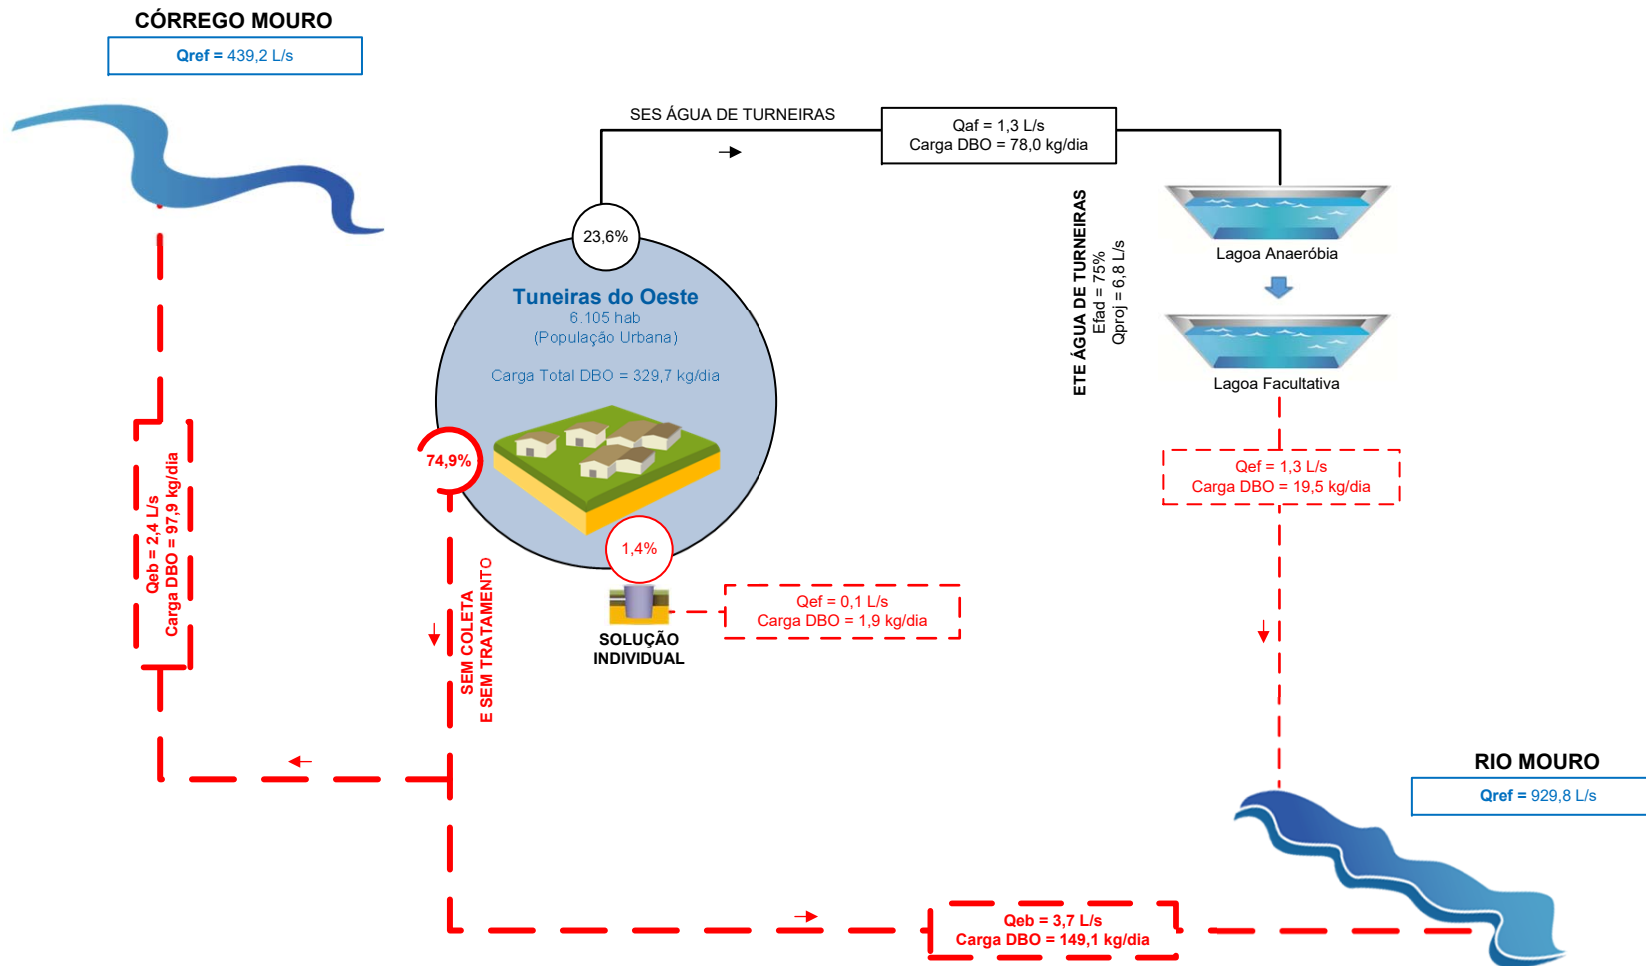 CÓRREGO MOURO
Qref = 439,2 L/s
SES ÁGUA DE TURNEIRAS
Qaf = 1,3 L/s
Carga DBO = 78,0 kg/dia
23,6%
Tuneiras do Oeste
6.105 hab
(População Urbana)
Carga Total DBO = 329,7 kg/dia
ETE ÁGUA DE TURNEIRAS
Efad = 75%
Qproj = 6,8 L/s
Lagoa Anaeróbia
Lagoa Facultativa
74,9%
Qeb = 2,4 L/s
Carga DBO = 97,9 kg/dia
SEM COLETA
E SEM TRATAMENTO
1,4%
SOLUÇÃO
INDIVIDUAL
Qef = 0,1 L/s
Carga DBO = 1,9 kg/dia
Qef = 1,3 L/s
Carga DBO = 19,5 kg/dia
RIO MOURO
Qref = 929,8 L/s
Qeb = 3,7 L/s
Carga DBO = 149,1 kg/dia